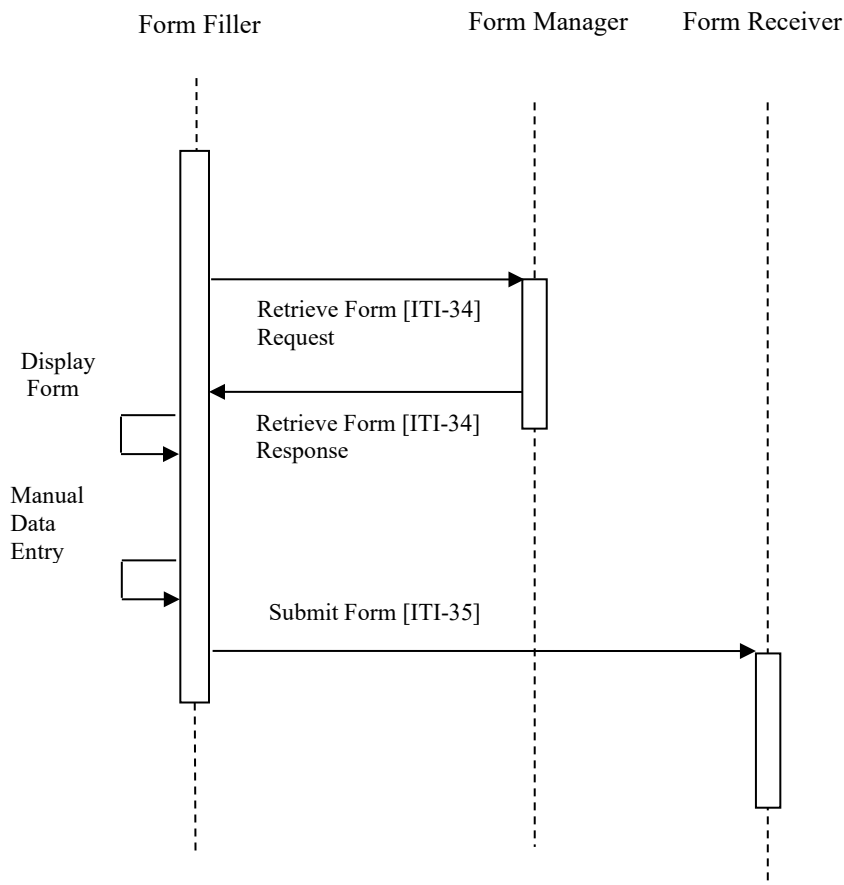 Form Filler
Form Manager
Form Receiver
Retrieve Form [ITI-34]
Request
Display
Form
Retrieve Form [ITI-34]
Response
Manual
Data
Entry
Submit Form [ITI-35]